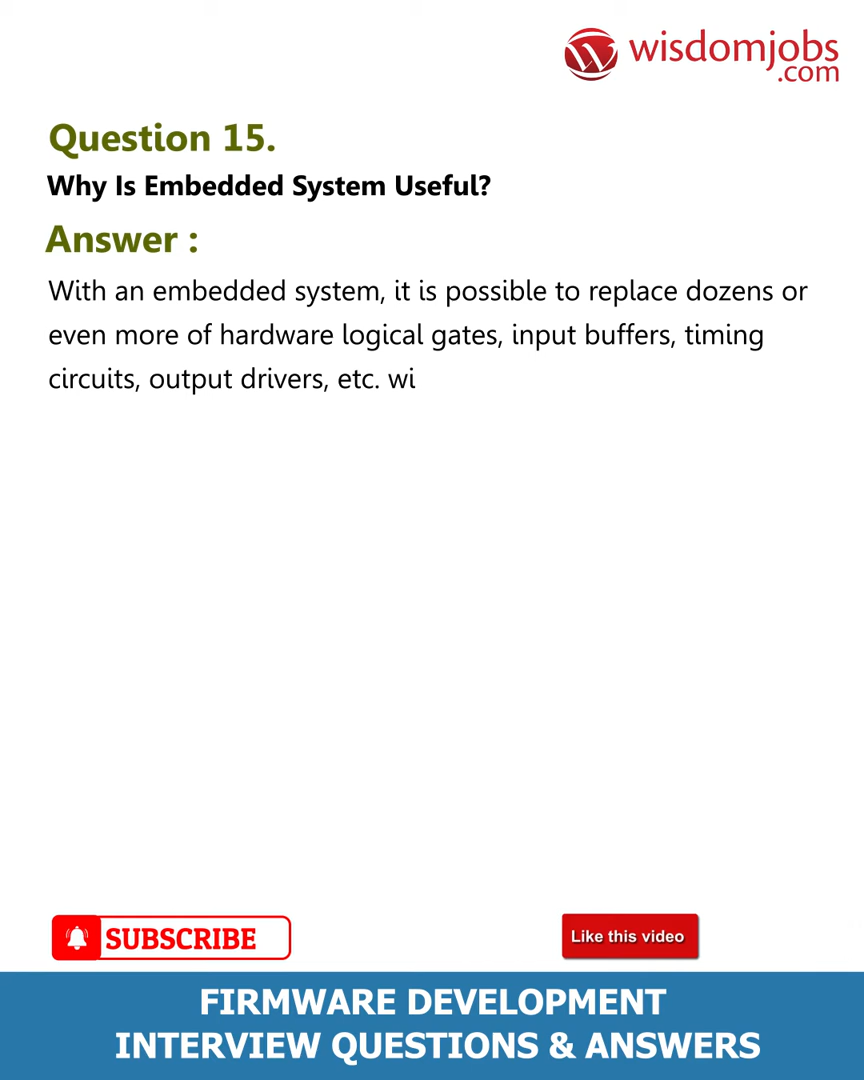 wisdomjobs
.com
Question 15.
Why Is Embedded System Useful?
Answer :
With an embedded system, it is possible to replace dozens or
even more of hardware logical gates, input buffers, timing
circuits, output drivers, etc. wi
SUBSCRIBE
Like this video
FIRMWARE DEVELOPMENT
INTERVIEW QUESTIONS & ANSWERS